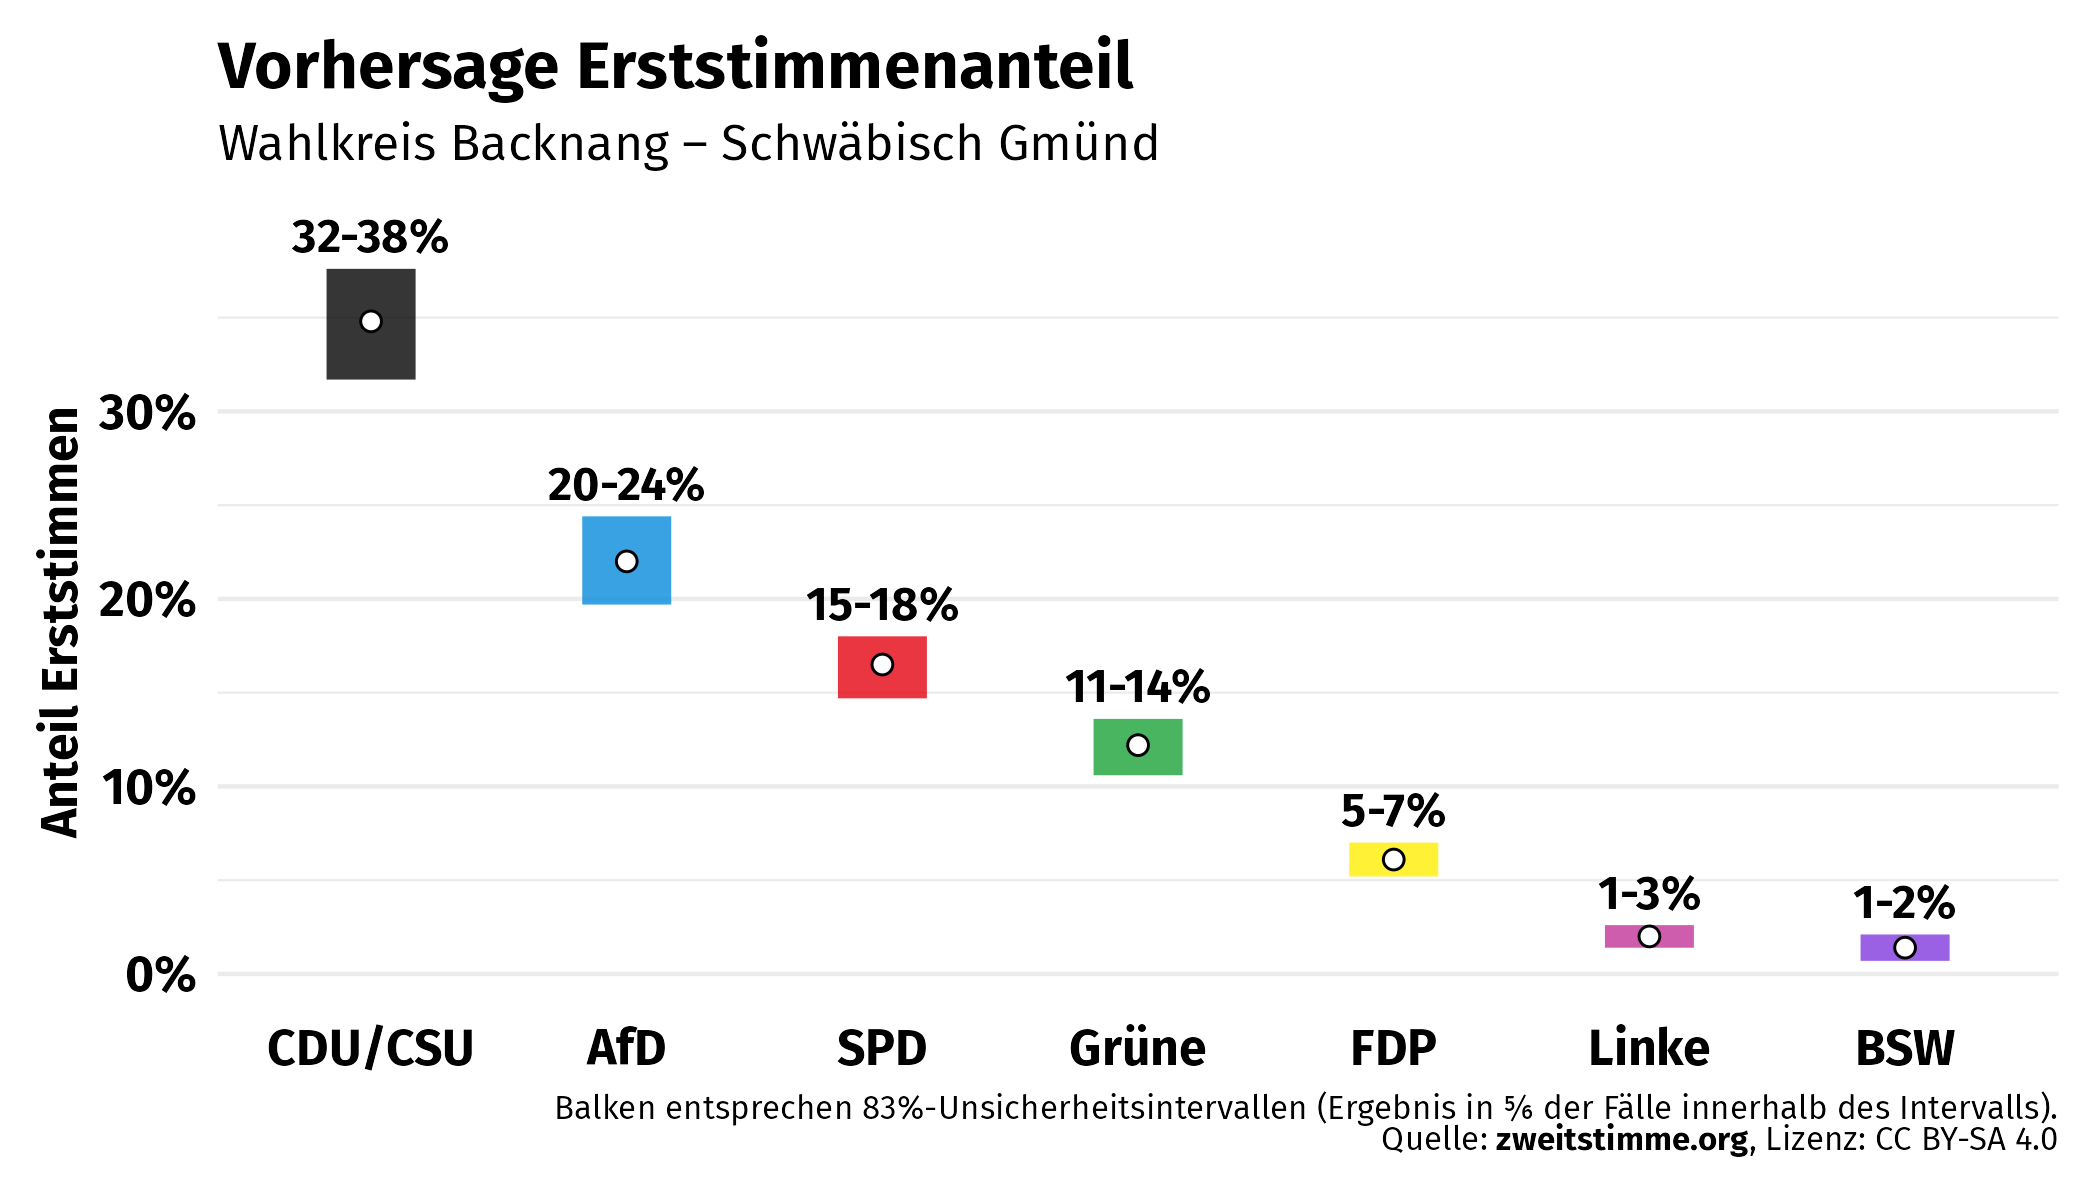 Vorhersage Erststimmenanteil
Wahlkreis Backnang – Schwäbisch Gmünd
32-38%
30%
20-24%
20%
15-18%
11-14%
10%
5-7%
1-3%
1-2%
0%
Anteil Erststimmen
CDU/CSU AfD SPD Grüne FDP Linke BSW
Balken entsprechen 83%-Unsicherheitsintervallen (Ergebnis in ⅚ der Fälle innerhalb des Intervalls).
Quelle: zweitstimme.org, Lizenz: CC BY-SA 4.0